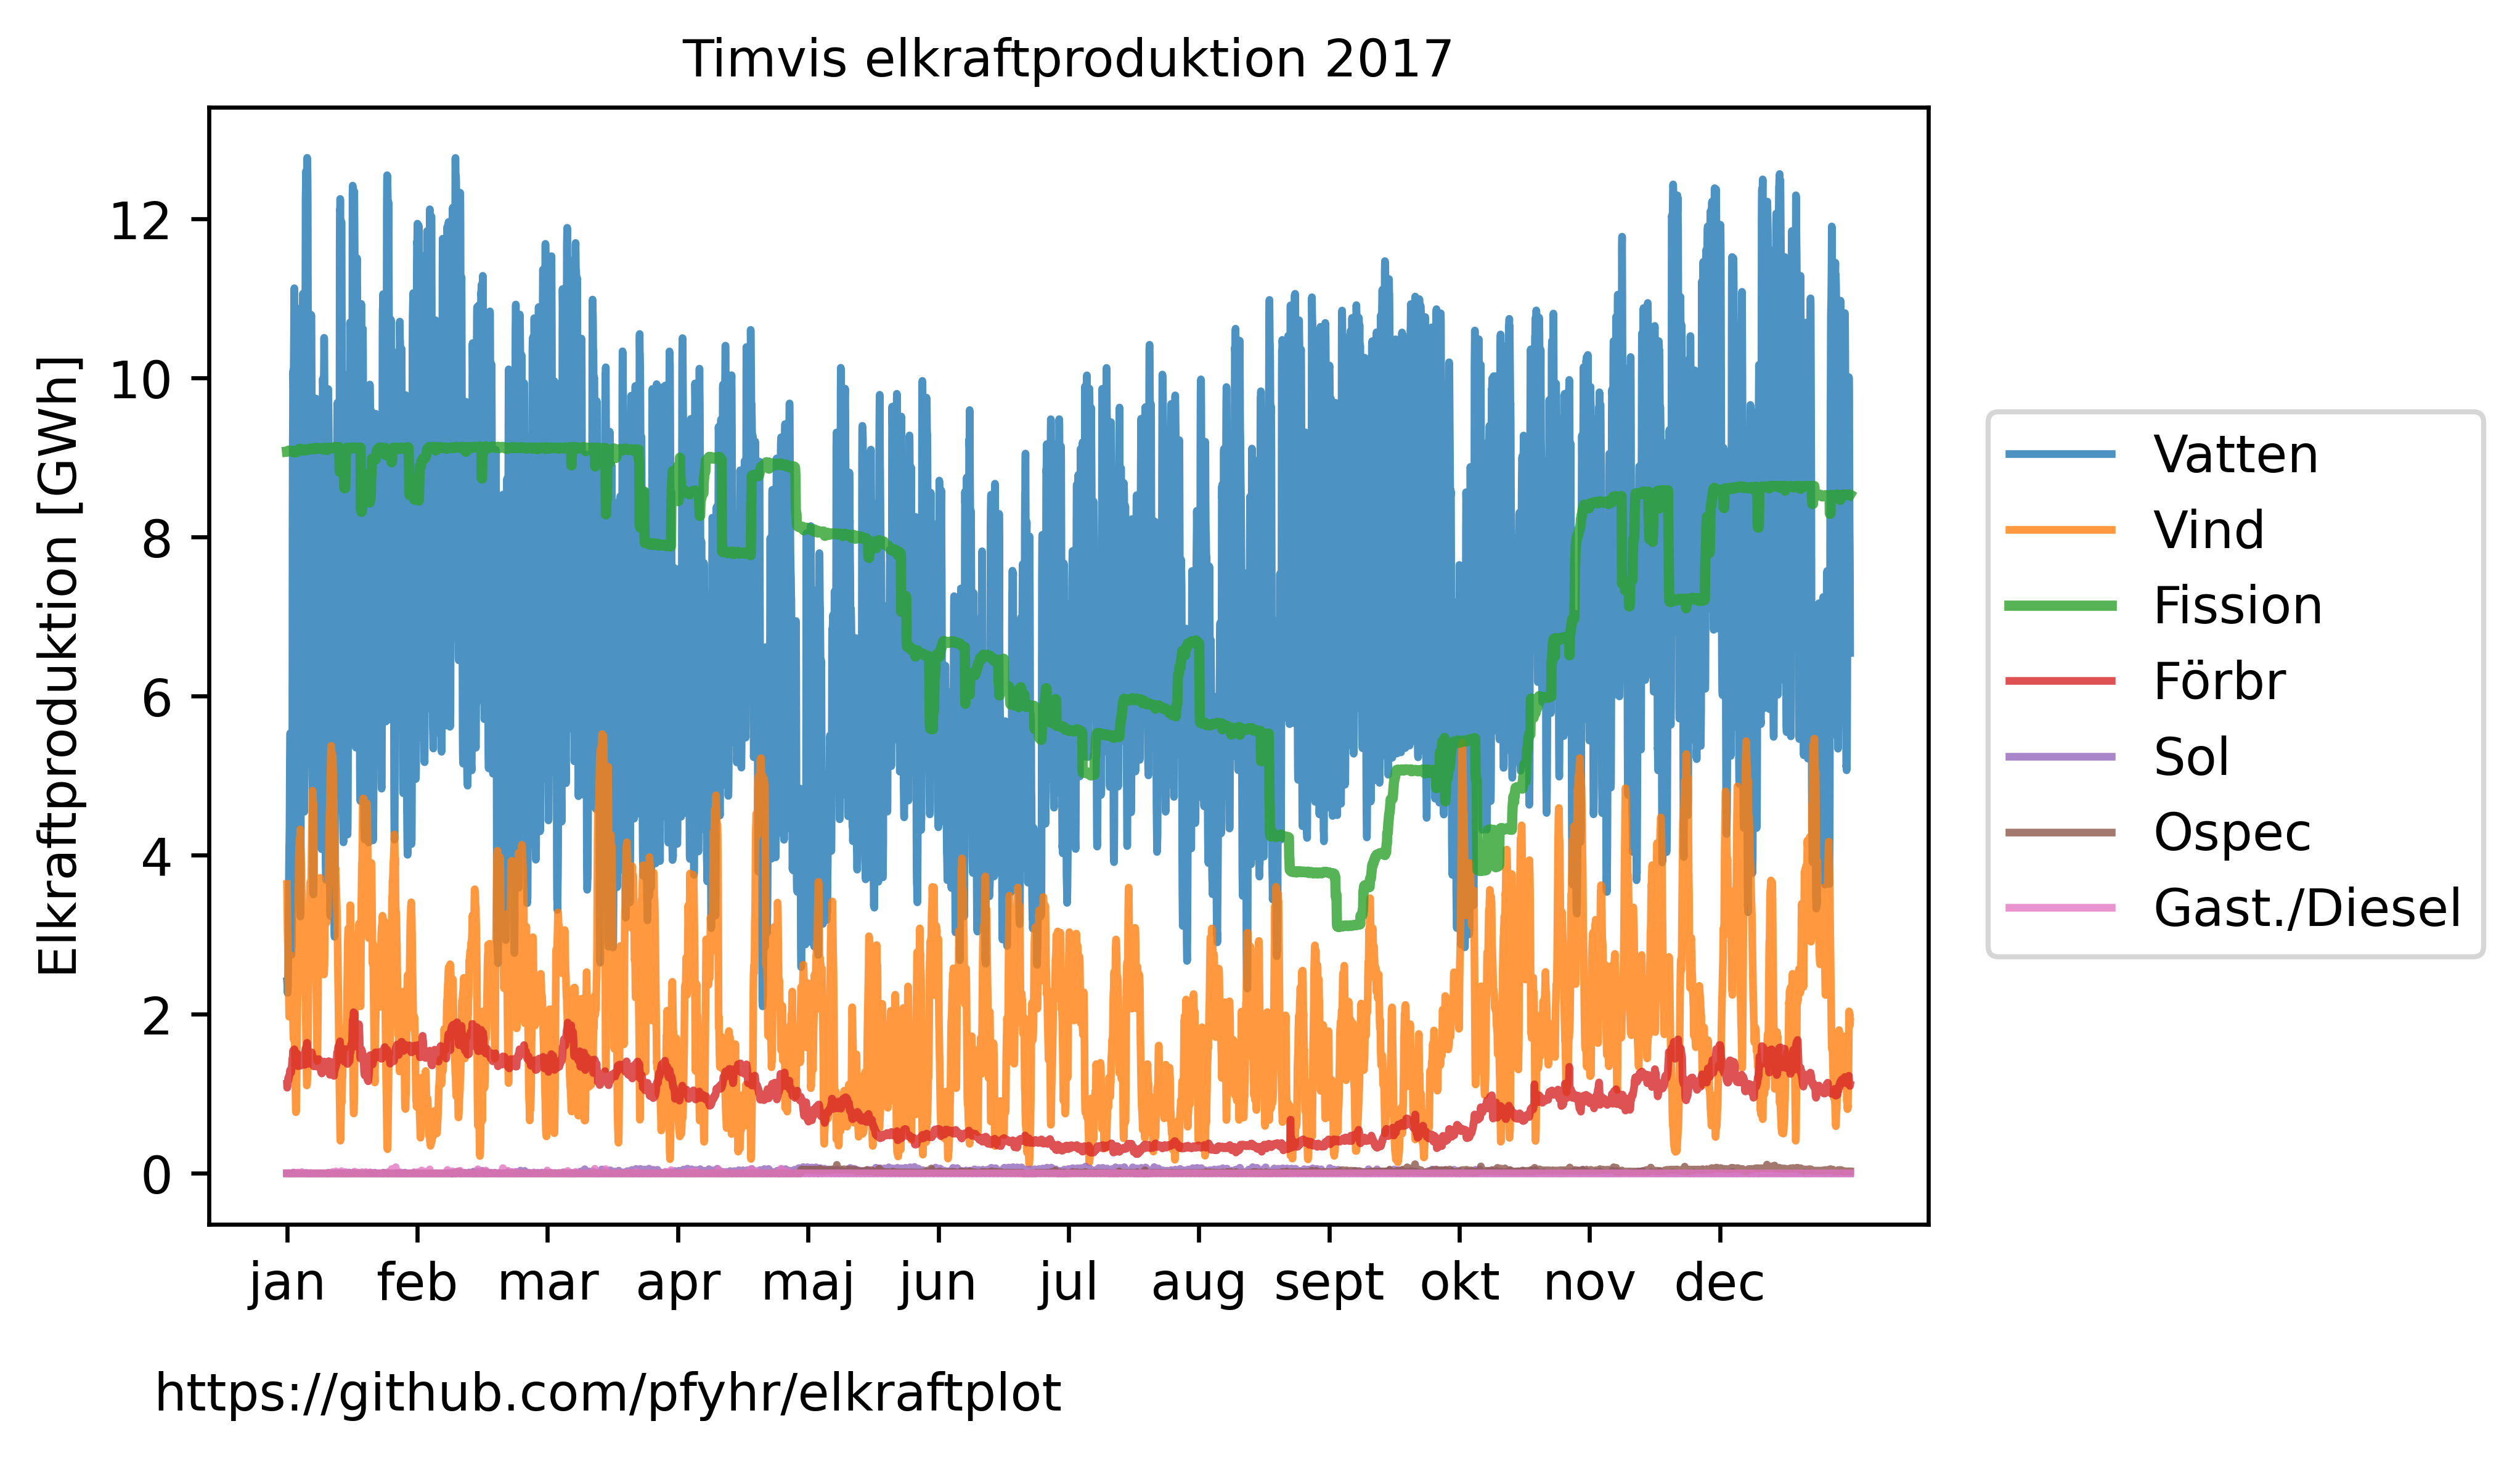 Timvis elkraftproduktion 2017
Elkraftproduktion [GWh]
12
10
8
6
4
2
0
jan feb mar apr maj jun jul aug sept okt nov dec
Vatten
Vind
Fission
Förbr
Sol
Ospec
Gast./Diesel
https://github.com/pfyhr/elkraftplot